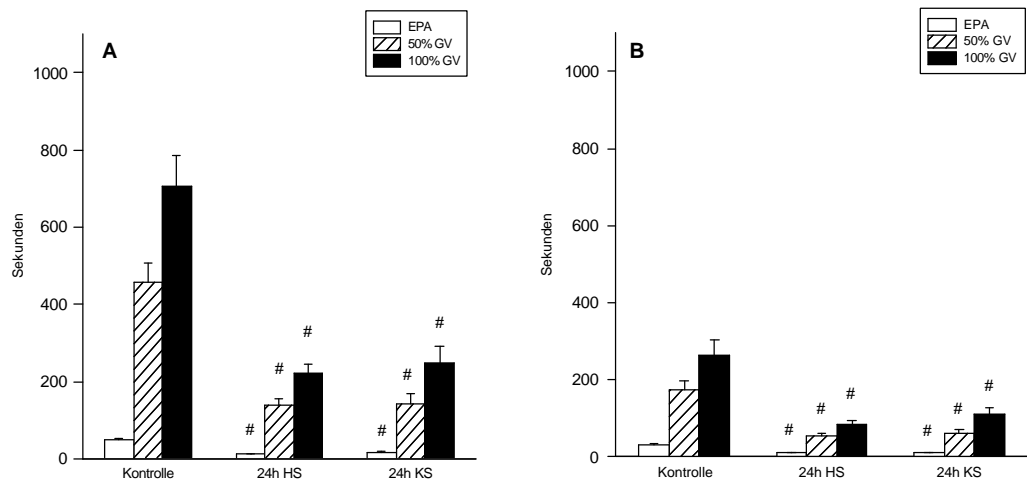 A
EPA
50% GV
100% GV
1000
800
600
400
200
0
Sekunden
#
#
#
#
#
#
Kontrolle
24h HS
24h KS
B
EPA
50% GV
100% GV
1000
800
600
400
200
0
Sekunden
#
#
#
#
#
#
Kontrolle
24h HS
24h KS